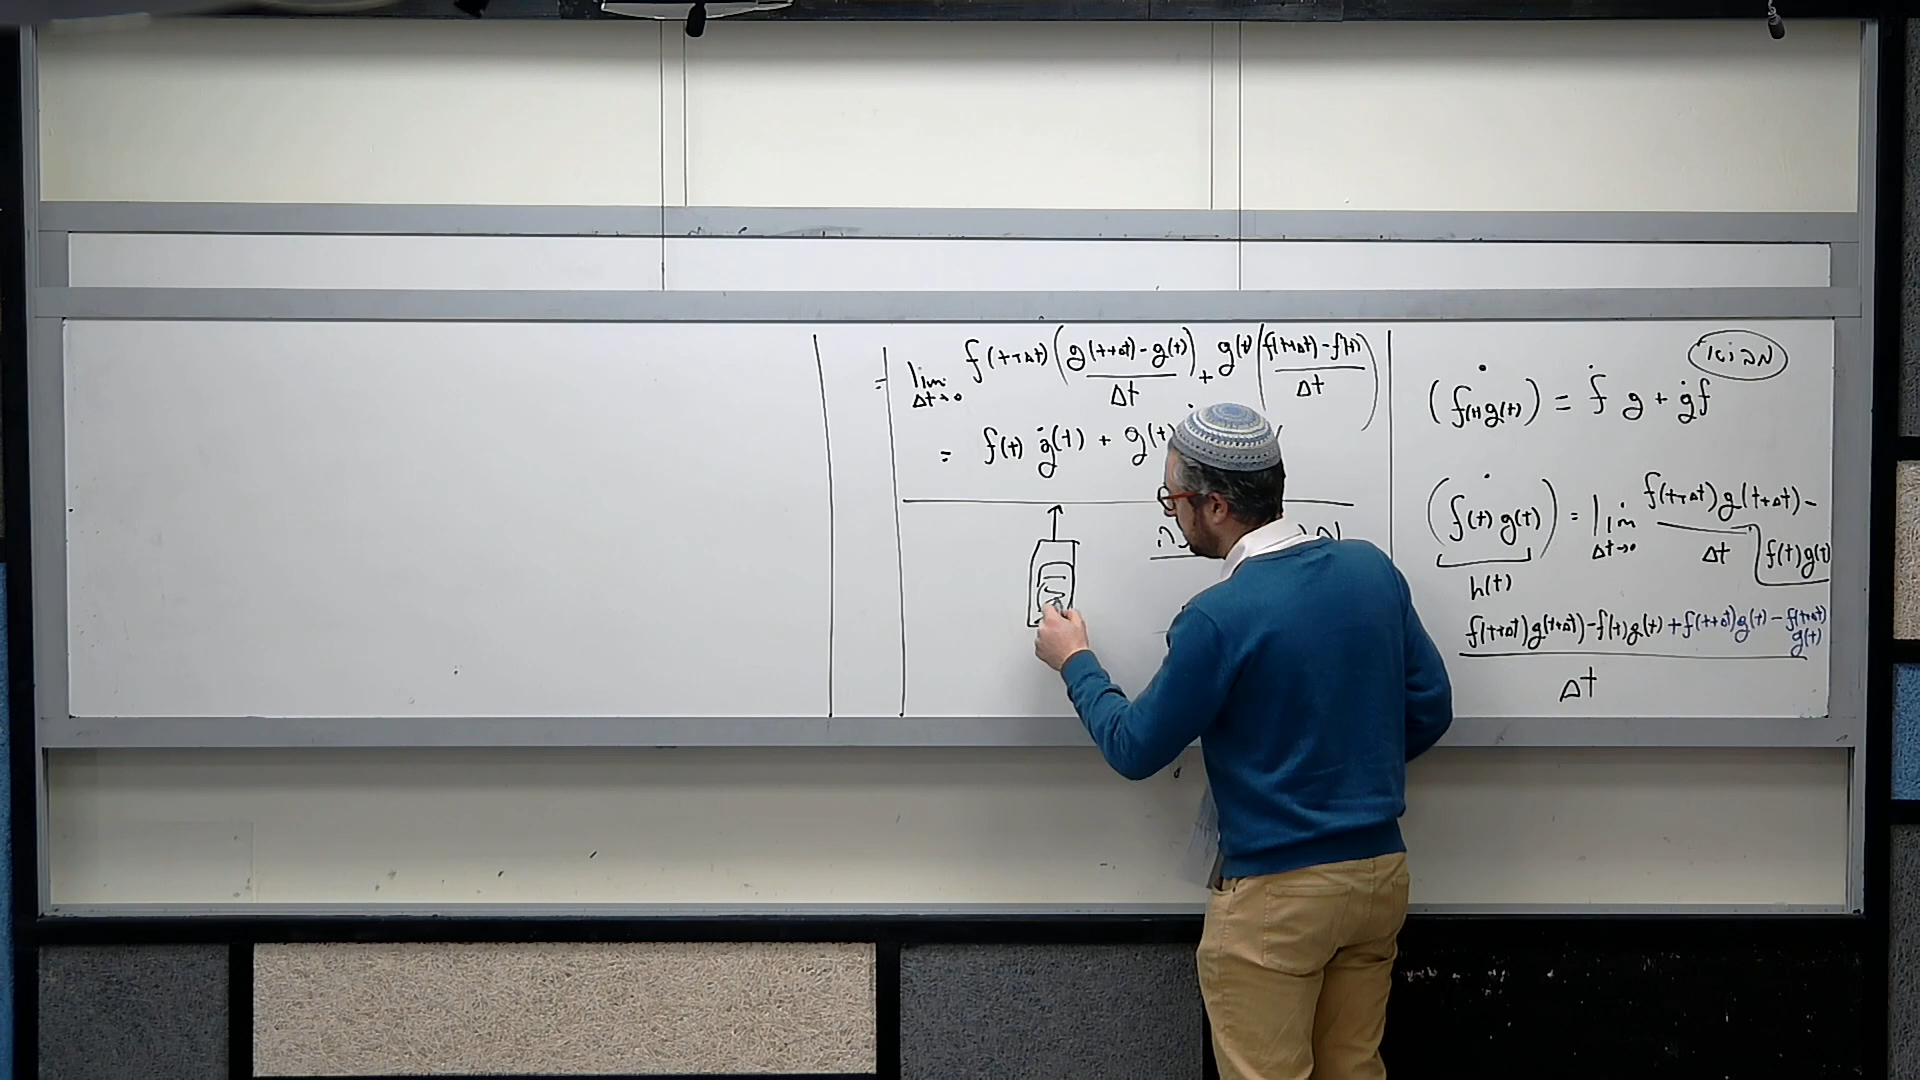 מבוא
(f(t)g(t))˙ = ḟ g + ġ f
(f(t) g(t))˙ = lim Δt→0 f(t+Δt)g(t+Δt) - f(t)g(t)
Δt
h(t)
f(t+Δt)g(t+Δt) - f(t)g(t) + f(t+Δt)g(t) - f(t+Δt)g(t)
Δt
= lim Δt→0 f(t+Δt) (g(t+Δt) - g(t) / Δt) + g(t) (f(t+Δt) - f(t) / Δt)
= f(t) ġ(t) + g(t)